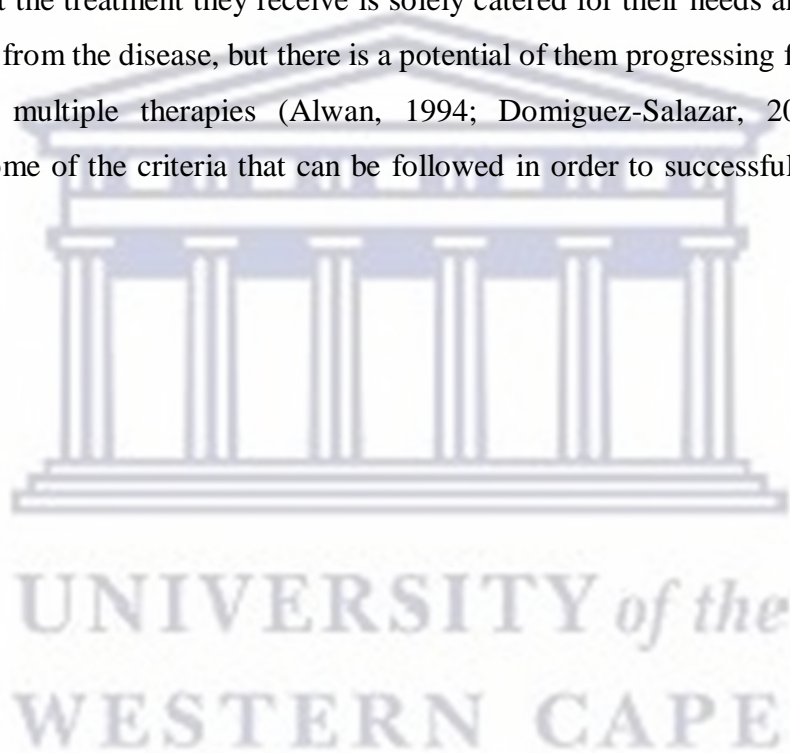 the treatment they receive is solely catered for their needs
from the disease, but there is a potential of them progressing
multiple therapies (Alwan, 1994; Domiguez-Salazar, 20
me of the criteria that can be followed in order to successful
UNIVERSITY of the
WESTERN CAPE